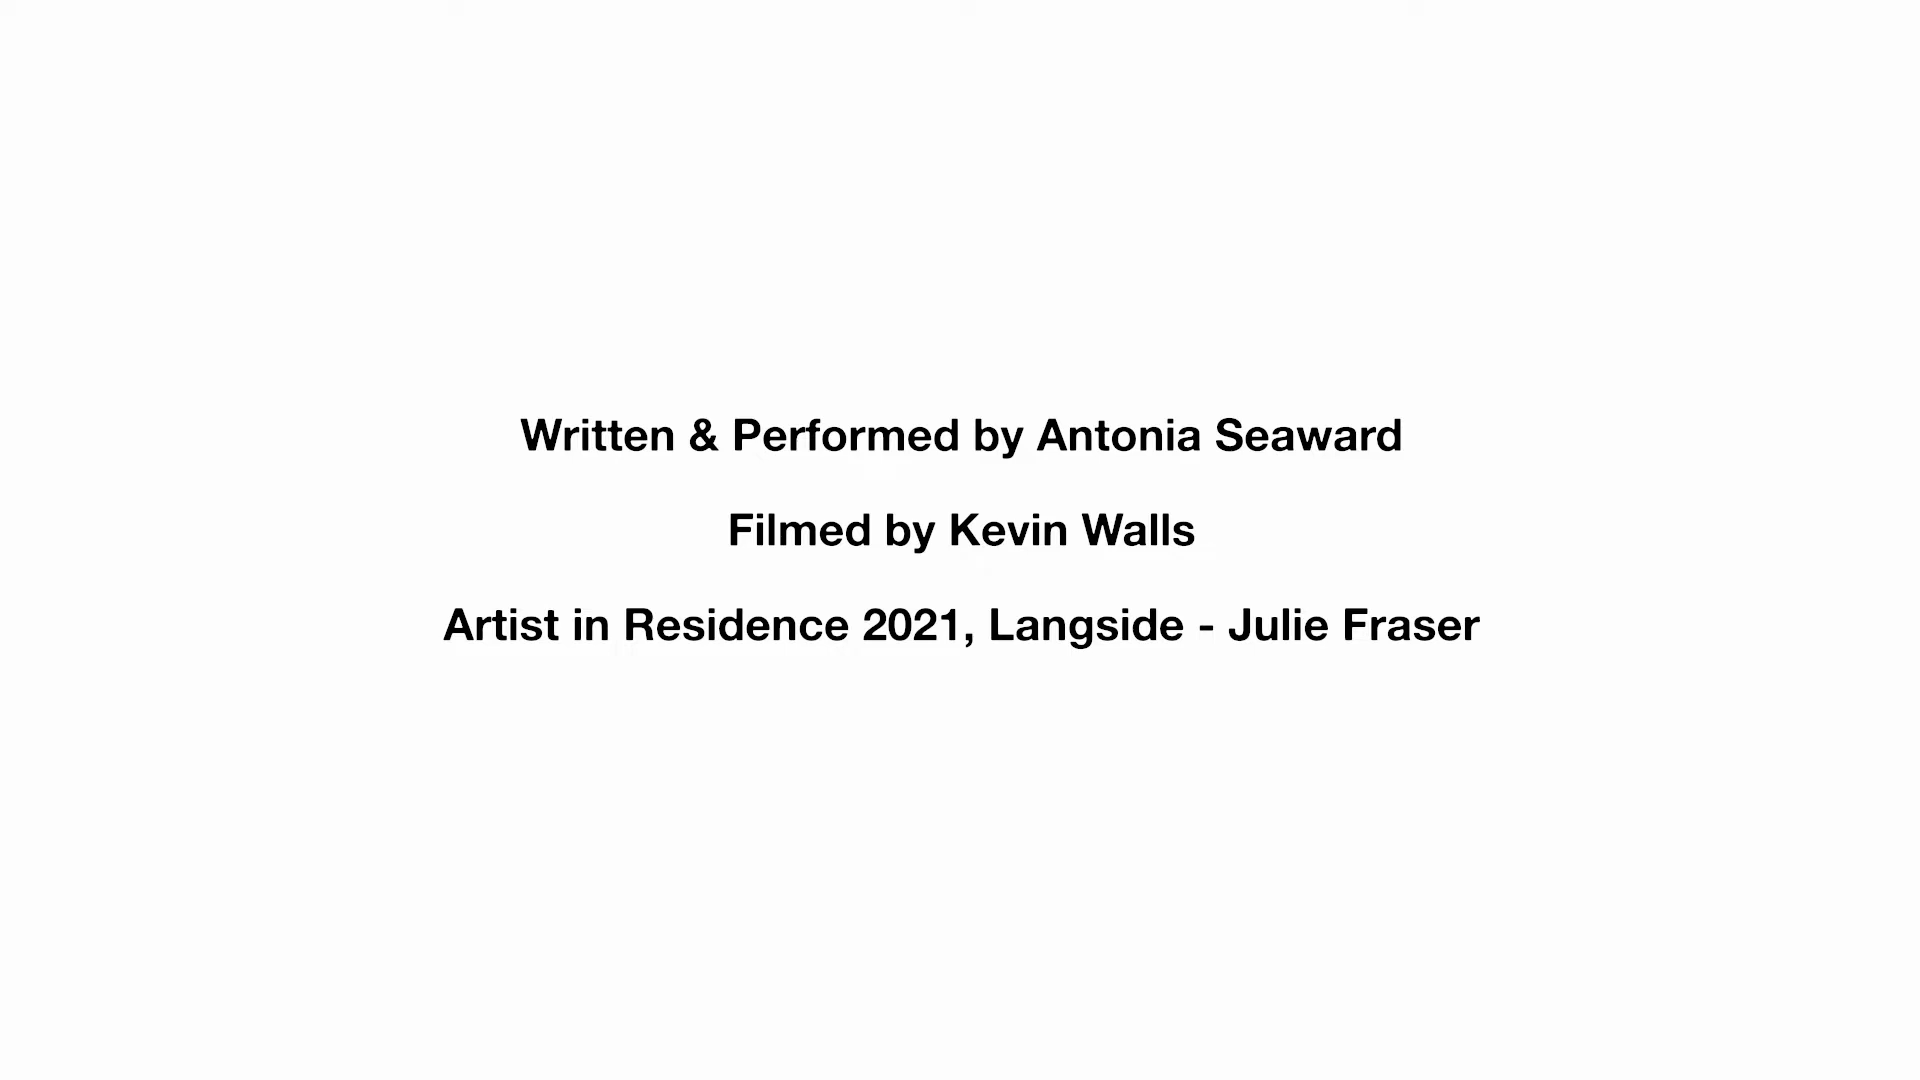 Written & Performed by Antonia Seaward
Filmed by Kevin Walls
Artist in Residence 2021, Langside - Julie Fraser